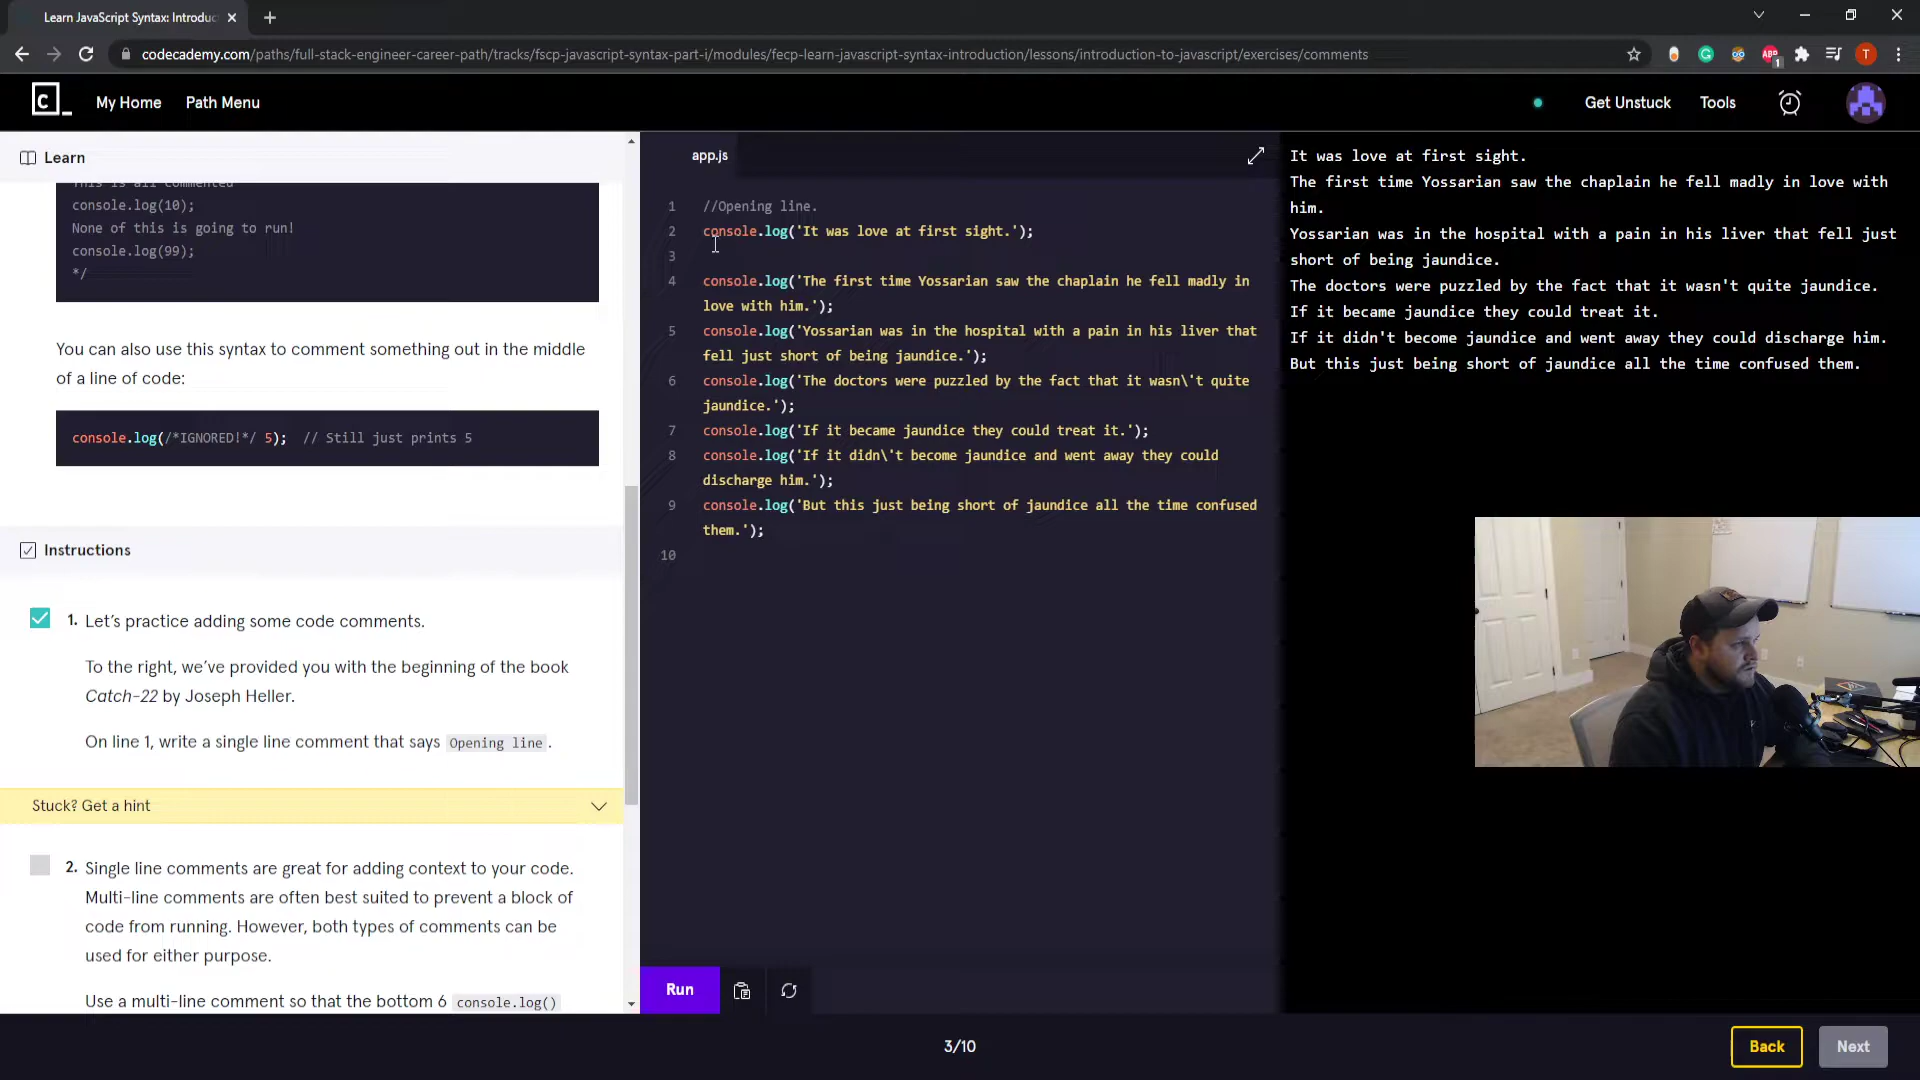 Learn JavaScript Syntax: Introduc
codecademy.com/paths/full-stack-engineer-career-path/tracks/fscp-javascript-syntax-part-i/modules/fecp-learn-javascript-syntax-introduction/lessons/introduction-to-javascript/exercises/comments
ABP
1
T
C
My Home
Path Menu
Get Unstuck
Tools
Learn
This is all commented
console.log(10);
None of this is going to run!
console.log(99);
*/
You can also use this syntax to comment something out in the middle
of a line of code:
console.log(/*IGNORED!*/ 5);  // Still just prints 5
Instructions
1. Let's practice adding some code comments.
To the right, we've provided you with the beginning of the book
Catch-22 by Joseph Heller.
On line 1, write a single line comment that says Opening line.
Stuck? Get a hint
2. Single line comments are great for adding context to your code.
Multi-line comments are often best suited to prevent a block of
code from running. However, both types of comments can be
used for either purpose.
Use a multi-line comment so that the bottom 6 console.log()
app.js
1 //Opening line.
2 console.log('It was love at first sight.');
3
4 console.log('The first time Yossarian saw the chaplain he fell madly in
love with him.');
5 console.log('Yossarian was in the hospital with a pain in his liver that
fell just short of being jaundice.');
6 console.log('The doctors were puzzled by the fact that it wasn\'t quite
jaundice.');
7 console.log('If it became jaundice they could treat it.');
8 console.log('If it didn\'t become jaundice and went away they could
discharge him.');
9 console.log('But this just being short of jaundice all the time confused
them.');
10
Run
It was love at first sight.
The first time Yossarian saw the chaplain he fell madly in love with
him.
Yossarian was in the hospital with a pain in his liver that fell just
short of being jaundice.
The doctors were puzzled by the fact that it wasn't quite jaundice.
If it became jaundice they could treat it.
If it didn't become jaundice and went away they could discharge him.
But this just being short of jaundice all the time confused them.
3/10
Back
Next